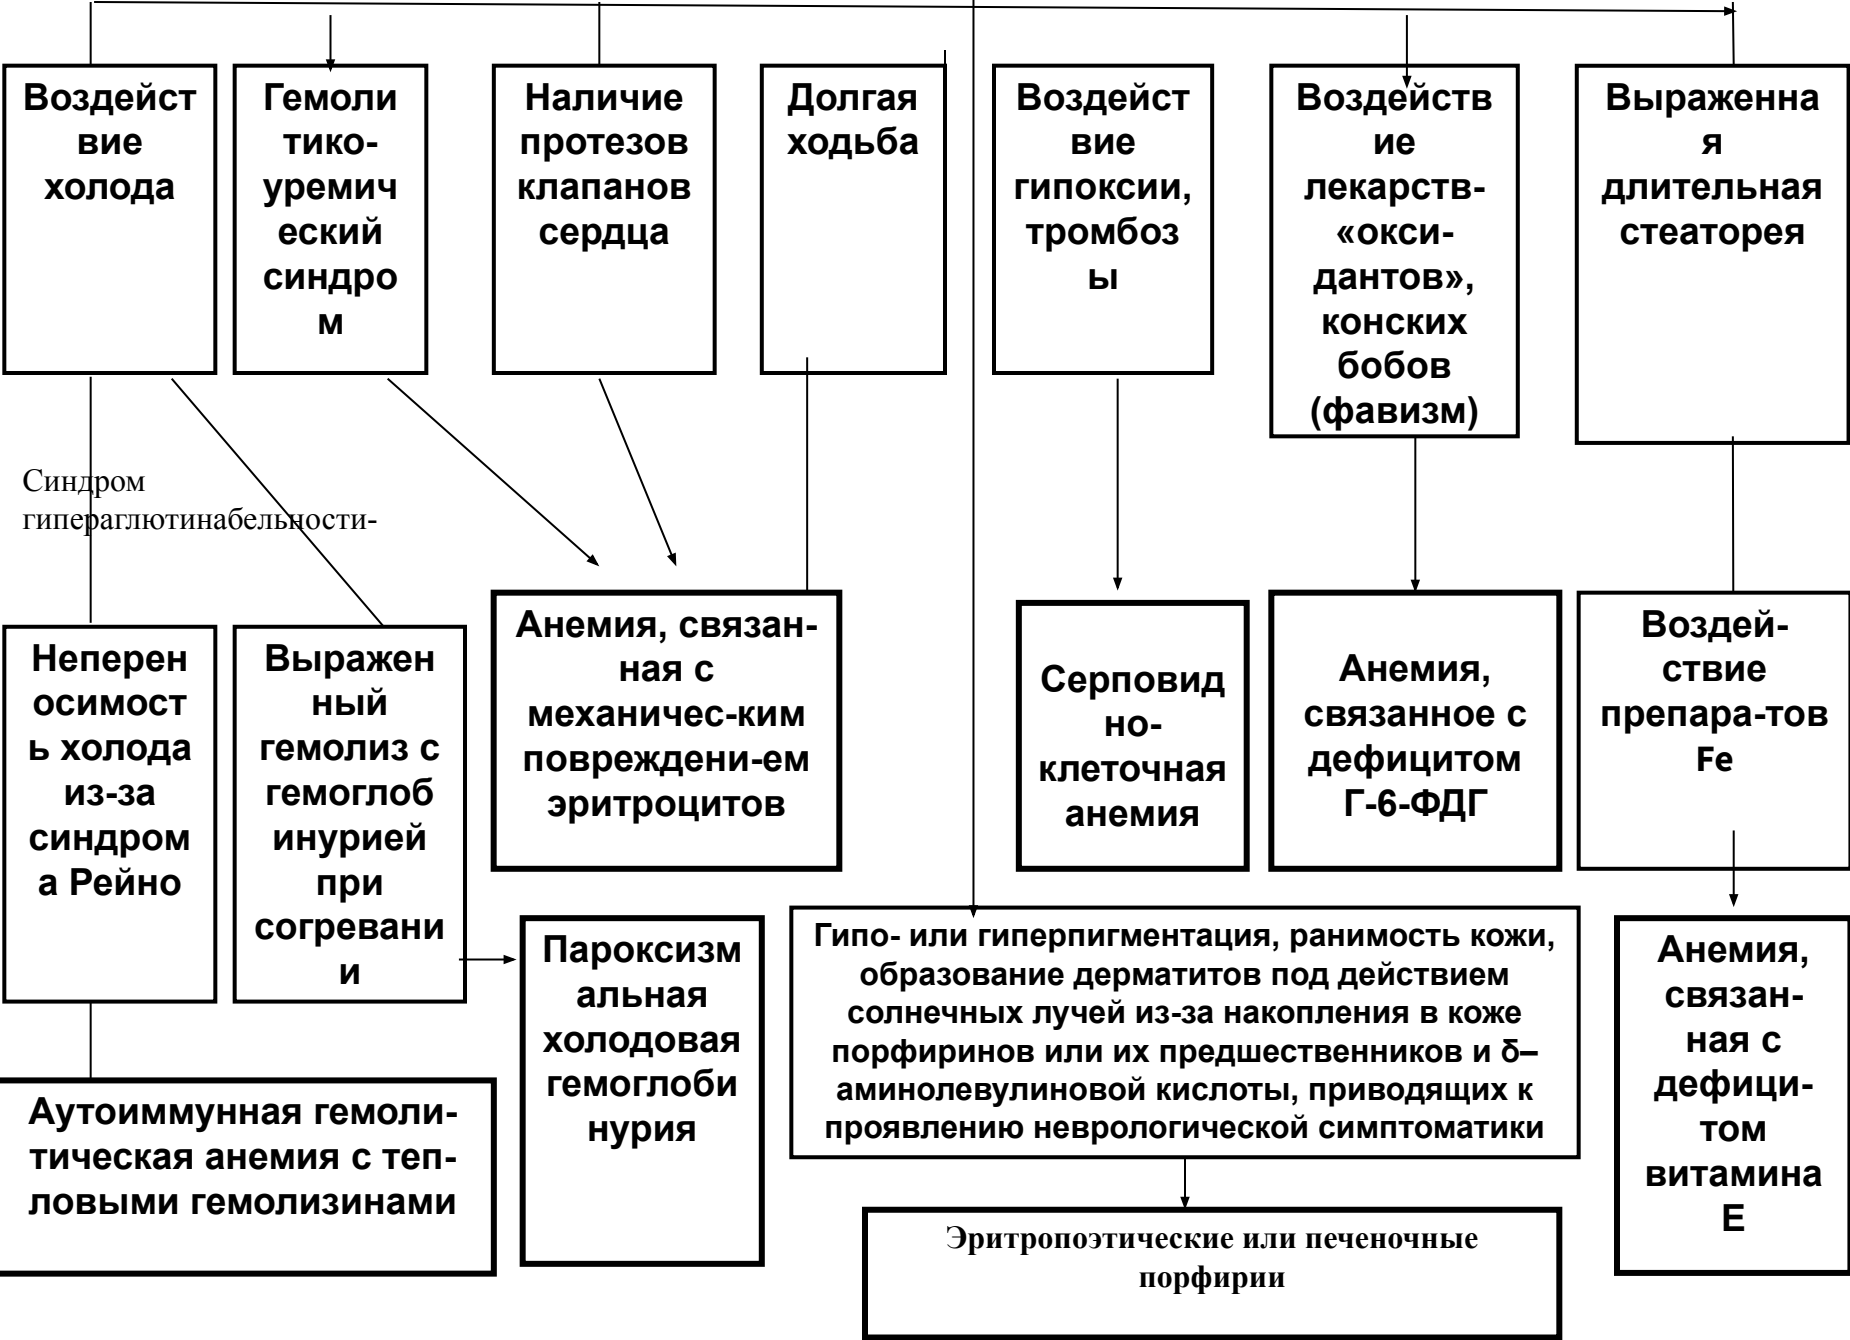 Воздейст
вие
холода
Гемоли
тико-
уремич
еский
синдро
м
Наличие
протезов
клапанов
сердца
Долгая
ходьба
Воздейст
вие
гипоксии,
тромбоз
ы
Воздейств
ие
лекарств-
«окси-
дантов»,
конских
бобов
(фавизм)
Выраженна
я
длительная
стеаторея
Синдром
гипераглютинабельности-
Неперен
осимост
ь холода
из-за
синдром
а Рейно
Выражен
ный
гемолиз с
гемоглоб
инурией
при
согревани
и
Анемия, связан-
ная с
механичес-ким
повреждени-ем
эритроцитов
Серповид
но-
клеточная
анемия
Анемия,
связанное с
дефицитом
Г-6-ФДГ
Воздей-
ствие
препара-тов
Fe
Пароксизм
альная
холодовая
гемоглоби
нурия
Гипо- или гиперпигментация, ранимость кожи,
образование дерматитов под действием
солнечных лучей из-за накопления в коже
порфиринов или их предшественников и δ–
аминолевулиновой кислоты, приводящих к
проявлению неврологической симптоматики
Анемия,
связан-
ная с
дефици-
том
витамина
Е
Аутоиммунная гемоли-
тическая анемия с теп-
ловыми гемолизинами
Эритропоэтические или печеночные
порфирии